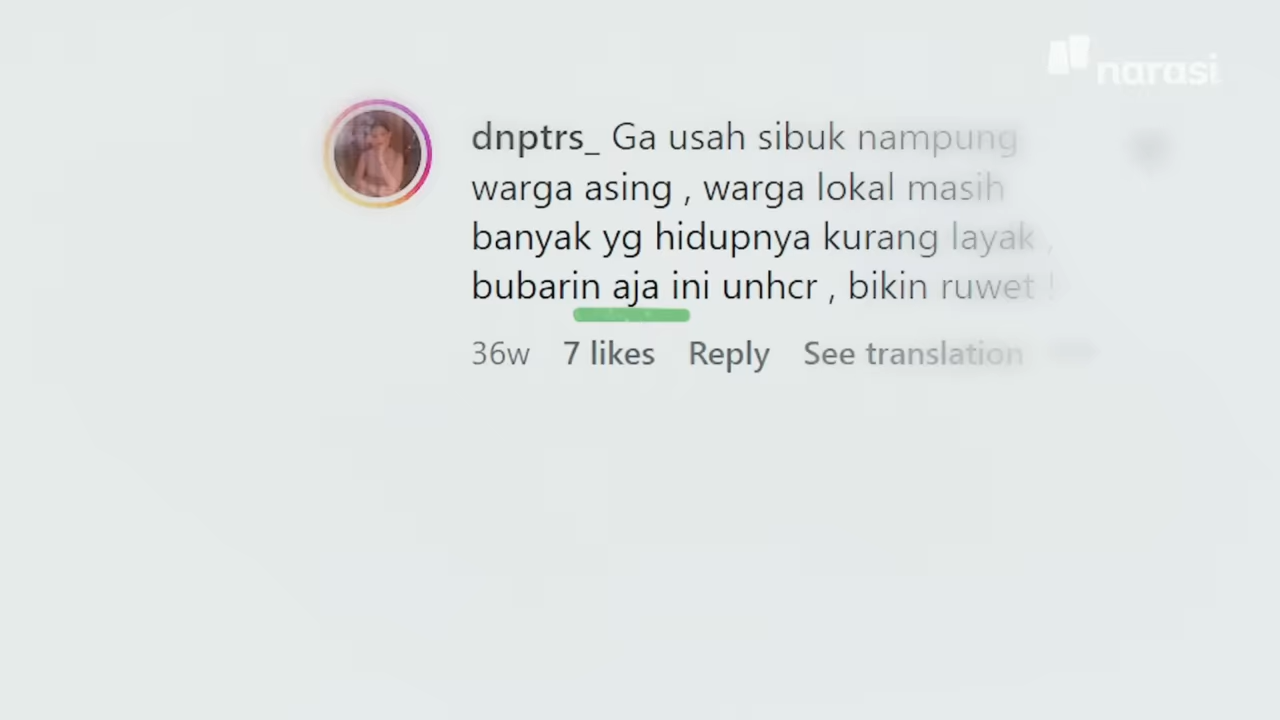 narasi
dnptrs_ Ga usah sibuk nampung
warga asing , warga lokal masih
banyak yg hidupnya kurang layak ,
bubarin aja ini unhcr , bikin ruwet !
36w 7 likes Reply See translation